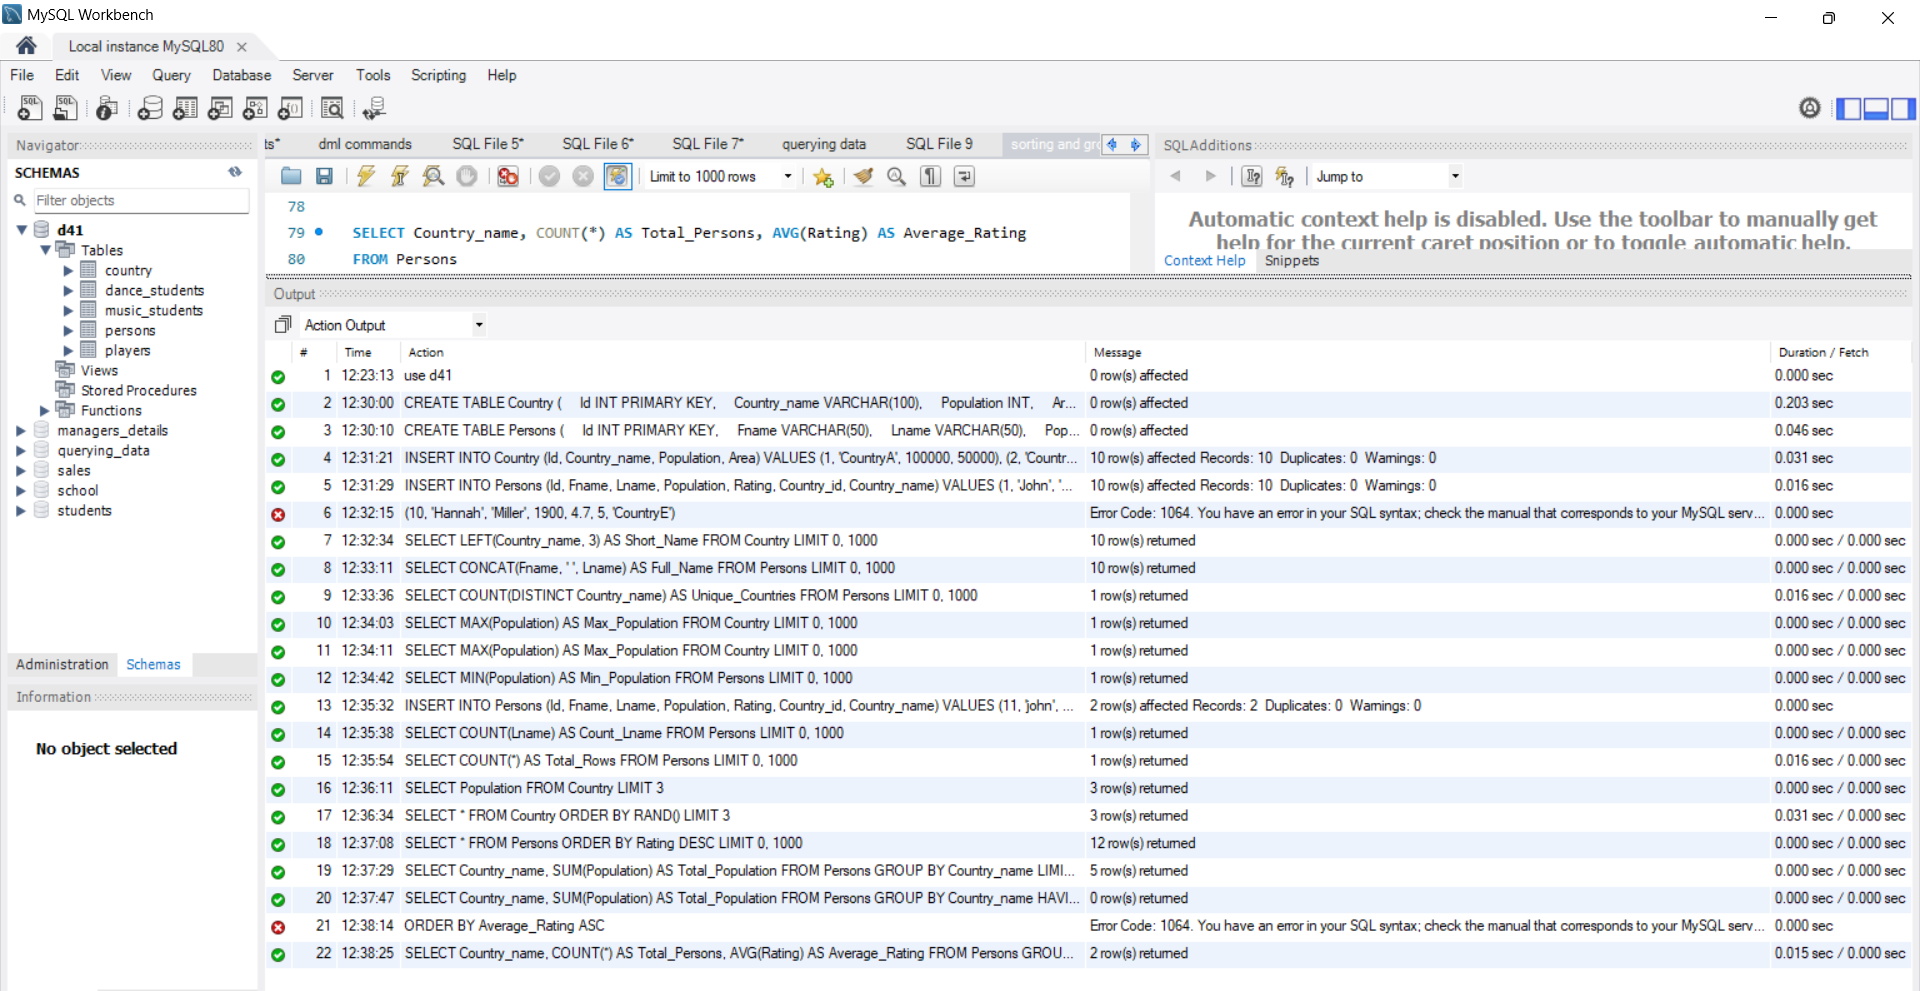 MySQL Workbench
Local instance MySQL80
File Edit View Query Database Server Tools Scripting Help
Navigator
SCHEMAS
Filter objects
d41
Tables
country
dance_students
music_students
persons
players
Views
Stored Procedures
Functions
managers_details
querying_data
sales
school
students
Administration Schemas
Information
No object selected
ts* dml commands SQL File 5* SQL File 6* SQL File 7* querying data SQL File 9 sorting and gro
Limit to 1000 rows
78
79 SELECT Country_name, COUNT(*) AS Total_Persons, AVG(Rating) AS Average_Rating
80 FROM Persons
SQLAdditions
Jump to
Automatic context help is disabled. Use the toolbar to manually get
help for the current caret position or to toggle automatic help.
Context Help Snippets
Output
Action Output
# Time Action Message Duration / Fetch
1 12:23:13 use d41 0 row(s) affected 0.000 sec
2 12:30:00 CREATE TABLE Country ( Id INT PRIMARY KEY, Country_name VARCHAR(100), Population INT, Ar... 0 row(s) affected 0.203 sec
3 12:30:10 CREATE TABLE Persons ( Id INT PRIMARY KEY, Fname VARCHAR(50), Lname VARCHAR(50), Pop... 0 row(s) affected 0.046 sec
4 12:31:21 INSERT INTO Country (Id, Country_name, Population, Area) VALUES (1, 'CountryA', 100000, 50000), (2, 'Countr... 10 row(s) affected Records: 10 Duplicates: 0 Warnings: 0 0.031 sec
5 12:31:29 INSERT INTO Persons (Id, Fname, Lname, Population, Rating, Country_id, Country_name) VALUES (1, 'John', '... 10 row(s) affected Records: 10 Duplicates: 0 Warnings: 0 0.016 sec
6 12:32:15 (10, 'Hannah', 'Miller', 1900, 4.7, 5, 'CountryE') Error Code: 1064. You have an error in your SQL syntax; check the manual that corresponds to your MySQL serv... 0.000 sec
7 12:32:34 SELECT LEFT(Country_name, 3) AS Short_Name FROM Country LIMIT 0, 1000 10 row(s) returned 0.000 sec / 0.000 sec
8 12:33:11 SELECT CONCAT(Fname, ' ', Lname) AS Full_Name FROM Persons LIMIT 0, 1000 10 row(s) returned 0.000 sec / 0.000 sec
9 12:33:36 SELECT COUNT(DISTINCT Country_name) AS Unique_Countries FROM Persons LIMIT 0, 1000 1 row(s) returned 0.016 sec / 0.000 sec
10 12:34:03 SELECT MAX(Population) AS Max_Population FROM Country LIMIT 0, 1000 1 row(s) returned 0.000 sec / 0.000 sec
11 12:34:11 SELECT MAX(Population) AS Max_Population FROM Country LIMIT 0, 1000 1 row(s) returned 0.000 sec / 0.000 sec
12 12:34:42 SELECT MIN(Population) AS Min_Population FROM Persons LIMIT 0, 1000 1 row(s) returned 0.000 sec / 0.000 sec
13 12:35:32 INSERT INTO Persons (Id, Fname, Lname, Population, Rating, Country_id, Country_name) VALUES (11, 'john', ... 2 row(s) affected Records: 2 Duplicates: 0 Warnings: 0 0.000 sec
14 12:35:38 SELECT COUNT(Lname) AS Count_Lname FROM Persons LIMIT 0, 1000 1 row(s) returned 0.000 sec / 0.000 sec
15 12:35:54 SELECT COUNT(*) AS Total_Rows FROM Persons LIMIT 0, 1000 1 row(s) returned 0.016 sec / 0.000 sec
16 12:36:11 SELECT Population FROM Country LIMIT 3 3 row(s) returned 0.000 sec / 0.000 sec
17 12:36:34 SELECT * FROM Country ORDER BY RAND() LIMIT 3 3 row(s) returned 0.031 sec / 0.000 sec
18 12:37:08 SELECT * FROM Persons ORDER BY Rating DESC LIMIT 0, 1000 12 row(s) returned 0.000 sec / 0.000 sec
19 12:37:29 SELECT Country_name, SUM(Population) AS Total_Population FROM Persons GROUP BY Country_name LIMI... 5 row(s) returned 0.000 sec / 0.000 sec
20 12:37:47 SELECT Country_name, SUM(Population) AS Total_Population FROM Persons GROUP BY Country_name HAVI... 0 row(s) returned 0.000 sec / 0.000 sec
21 12:38:14 ORDER BY Average_Rating ASC Error Code: 1064. You have an error in your SQL syntax; check the manual that corresponds to your MySQL serv... 0.000 sec
22 12:38:25 SELECT Country_name, COUNT(*) AS Total_Persons, AVG(Rating) AS Average_Rating FROM Persons GROU... 2 row(s) returned 0.015 sec / 0.000 sec